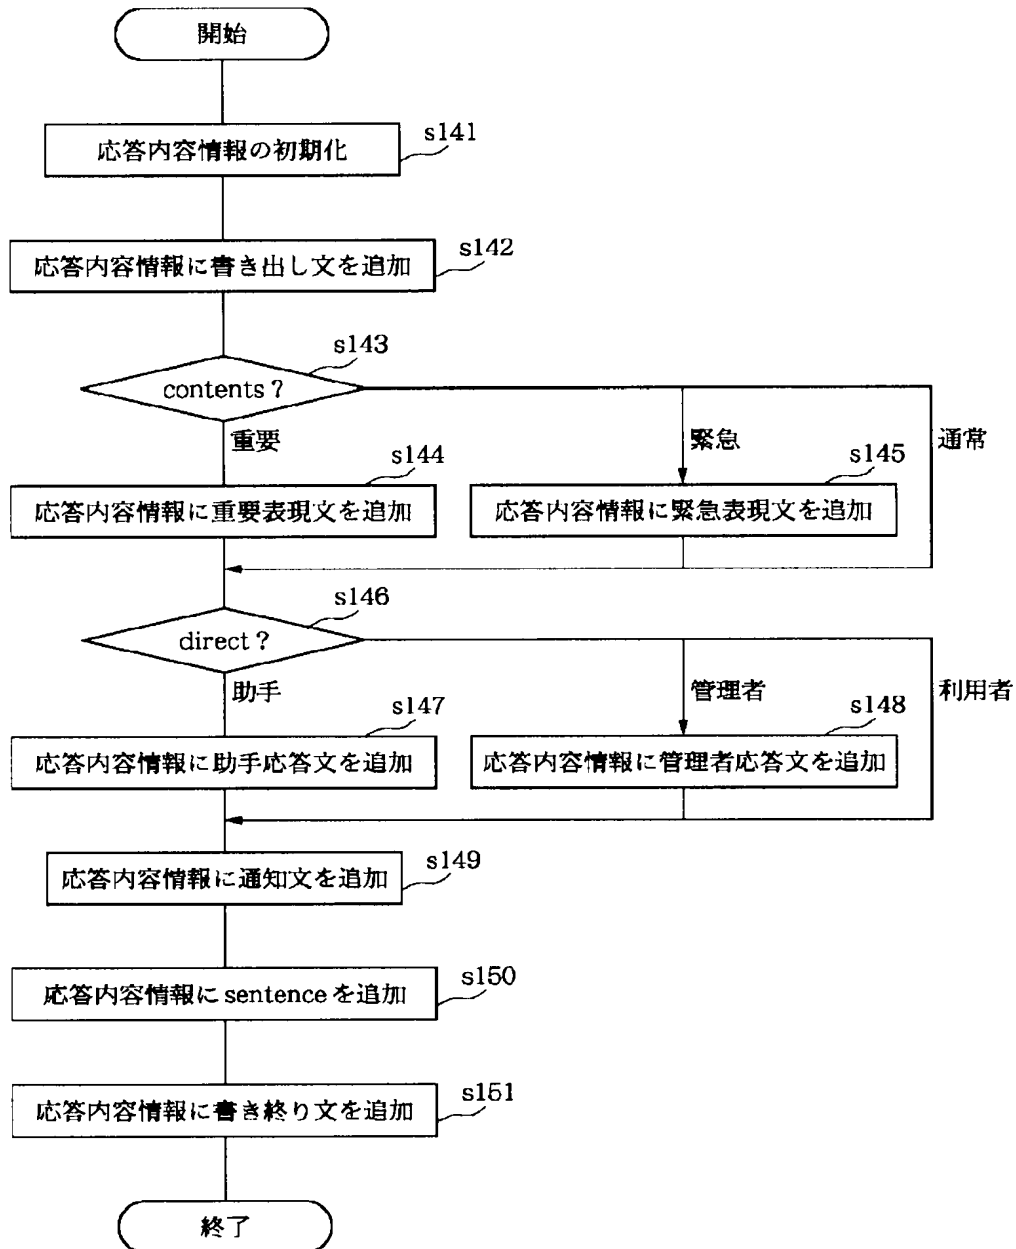 開始
s141
応答内容情報の初期化
s142
応答内容情報に書き出し文を追加
s143
contents？
重要
緊急
通常
s144
s145
応答内容情報に重要表現文を追加
応答内容情報に緊急表現文を追加
s146
direct？
助手
管理者
利用者
s147
s148
応答内容情報に助手応答文を追加
応答内容情報に管理者応答文を追加
s149
応答内容情報に通知文を追加
s150
応答内容情報にsentenceを追加
s151
応答内容情報に書き終り文を追加
終了